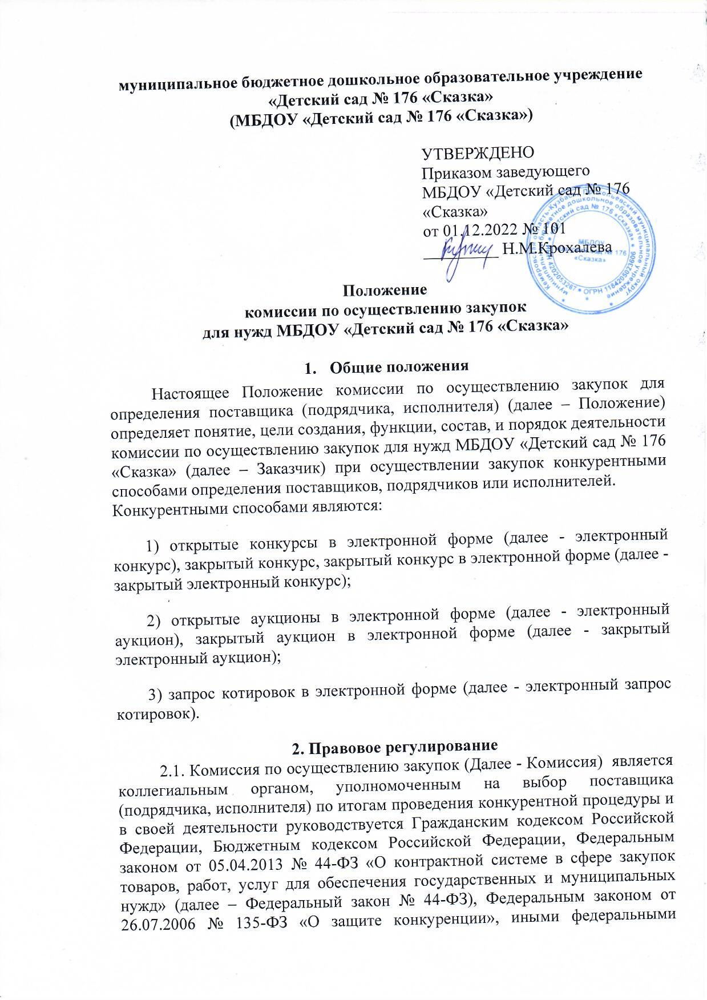 муниципальное бюджетное дошкольное образовательное учреждение
«Детский сад № 176 «Сказка»
(МБДОУ «Детский сад № 176 «Сказка»)
УТВЕРЖДЕНО
Приказом заведующего
МБДОУ «Детский сад № 176
«Сказка»
от 01.12.2022 № 101
__________ Н.М.Крохалева
МБДОУ
«Детский сад № 176
«Сказка»
Положение
комиссии по осуществлению закупок
для нужд МБДОУ «Детский сад № 176 «Сказка»
1. Общие положения
Настоящее Положение комиссии по осуществлению закупок для
определения поставщика (подрядчика, исполнителя) (далее – Положение)
определяет понятие, цели создания, функции, состав, и порядок деятельности
комиссии по осуществлению закупок для нужд МБДОУ «Детский сад № 176
«Сказка» (далее – Заказчик) при осуществлении закупок конкурентными
способами определения поставщиков, подрядчиков или исполнителей.
Конкурентными способами являются:
1) открытые конкурсы в электронной форме (далее - электронный
конкурс), закрытый конкурс, закрытый конкурс в электронной форме (далее -
закрытый электронный конкурс);
2) открытые аукционы в электронной форме (далее - электронный
аукцион), закрытый аукцион в электронной форме (далее - закрытый
электронный аукцион);
3) запрос котировок в электронной форме (далее - электронный запрос
котировок).
2. Правовое регулирование
2.1. Комиссия по осуществлению закупок (Далее - Комиссия) является
коллегиальным органом, уполномоченным на выбор поставщика
(подрядчика, исполнителя) по итогам проведения конкурентной процедуры и
в своей деятельности руководствуется Гражданским кодексом Российской
Федерации, Бюджетным кодексом Российской Федерации, Федеральным
законом от 05.04.2013 № 44-ФЗ «О контрактной системе в сфере закупок
товаров, работ, услуг для обеспечения государственных и муниципальных
нужд» (далее – Федеральный закон № 44-ФЗ), Федеральным законом от
26.07.2006 № 135-ФЗ «О защите конкуренции», иными федеральными